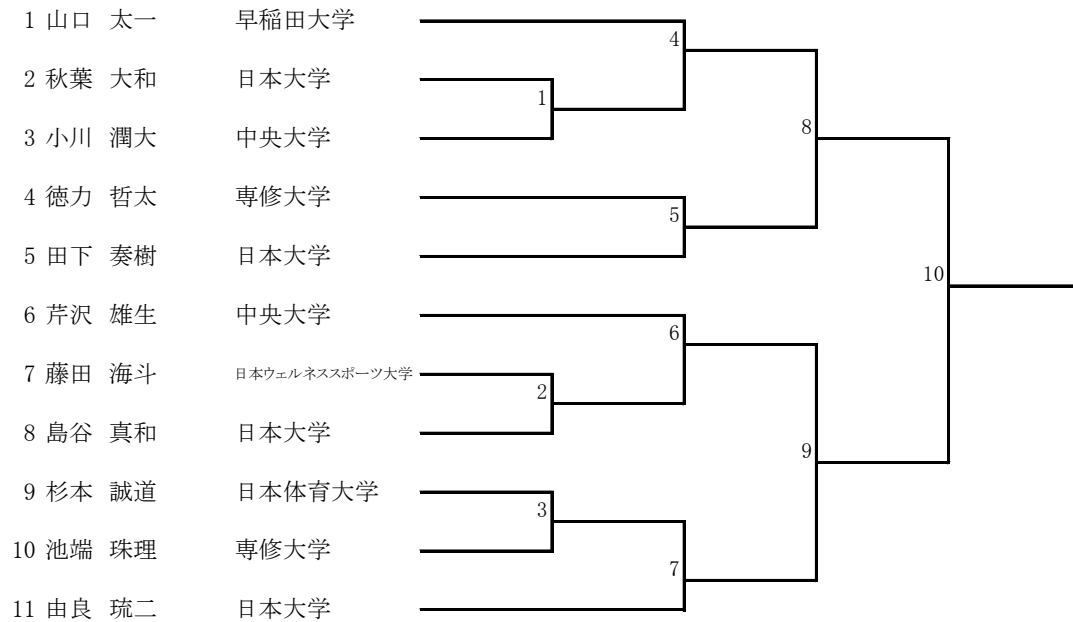 1 山口 太一 早稲田大学
4
2 秋葉 大和 日本大学
1
8
3 小川 潤大 中央大学
4 徳力 哲太 専修大学
5
5 田下 奏樹 日本大学
10
6 芹沢 雄生 中央大学
6
7 藤田 海斗 日本ウェルネススポーツ大学
2
8 島谷 真和 日本大学
9
9 杉本 誠道 日本体育大学
3
10 池端 珠理 専修大学
7
11 由良 琉二 日本大学